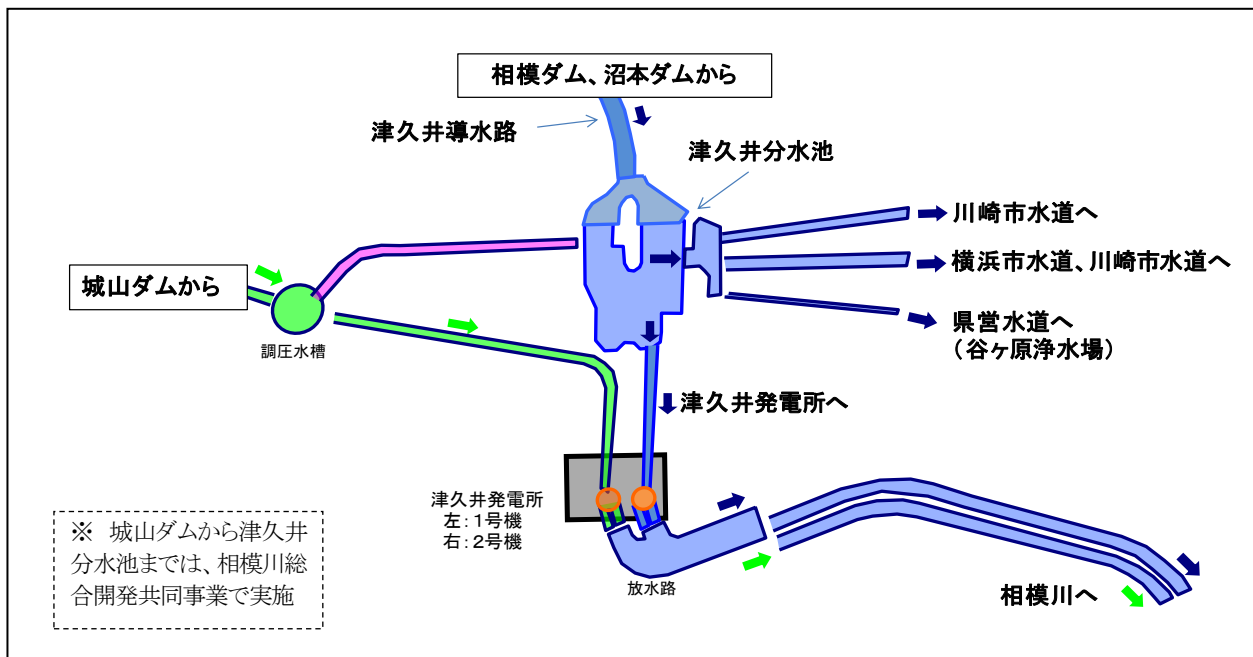 相模ダム、沼本ダムから
津久井導水路
津久井分水池
川崎市水道へ
横浜市水道、川崎市水道へ
城山ダムから
県営水道へ
（谷ヶ原浄水場）
調圧水槽
津久井発電所へ
津久井発電所
左：1号機
右：2号機
放水路
相模川へ
※ 城山ダムから津久井
分水池までは、相模川総
合開発共同事業で実施